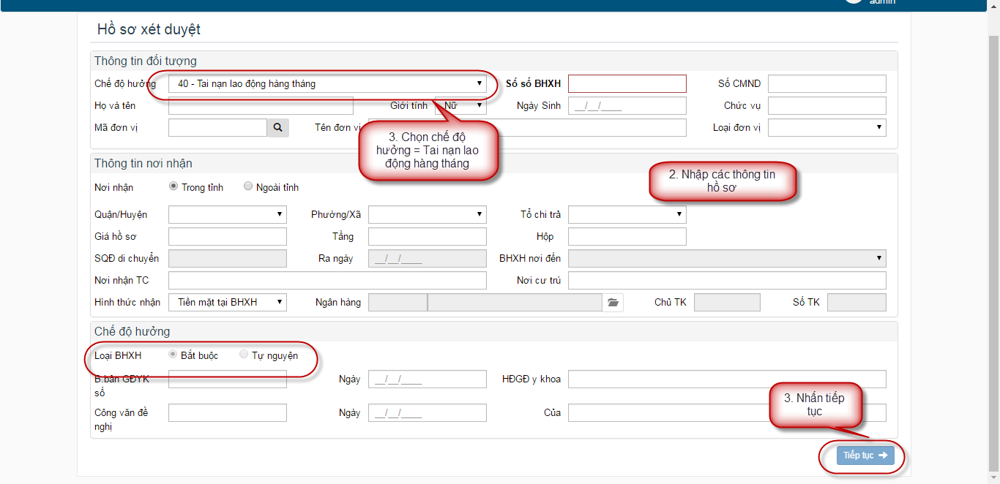 admin
Hồ sơ xét duyệt
Thông tin đối tượng
Chế độ hưởng 40 - Tai nạn lao động hàng tháng Số sổ BHXH Số CMND
Họ và tên Giới tính Nữ Ngày Sinh __/__/____ Chức vụ
Mã đơn vị Tên đơn vị Loại đơn vị
3. Chọn chế độ
hưởng = Tai nạn lao
động hàng tháng
Thông tin nơi nhận
2. Nhập các thông tin
hồ sơ
Nơi nhận Trong tỉnh Ngoài tỉnh
Quận/Huyện Phường/Xã Tổ chi trả
Giá hồ sơ Tầng Hộp
SQĐ di chuyển Ra ngày __/__/____ BHXH nơi đến
Nơi nhận TC Nơi cư trú
Hình thức nhận Tiền mặt tại BHXH Ngân hàng Chủ TK Số TK
Chế độ hưởng
Loại BHXH Bắt buộc Tự nguyện
B.bản GĐYK
số
Ngày __/__/____ HĐGĐ y khoa
Công văn đề
nghị
Ngày __/__/____ Của
3. Nhấn tiếp
tục
Tiếp tục